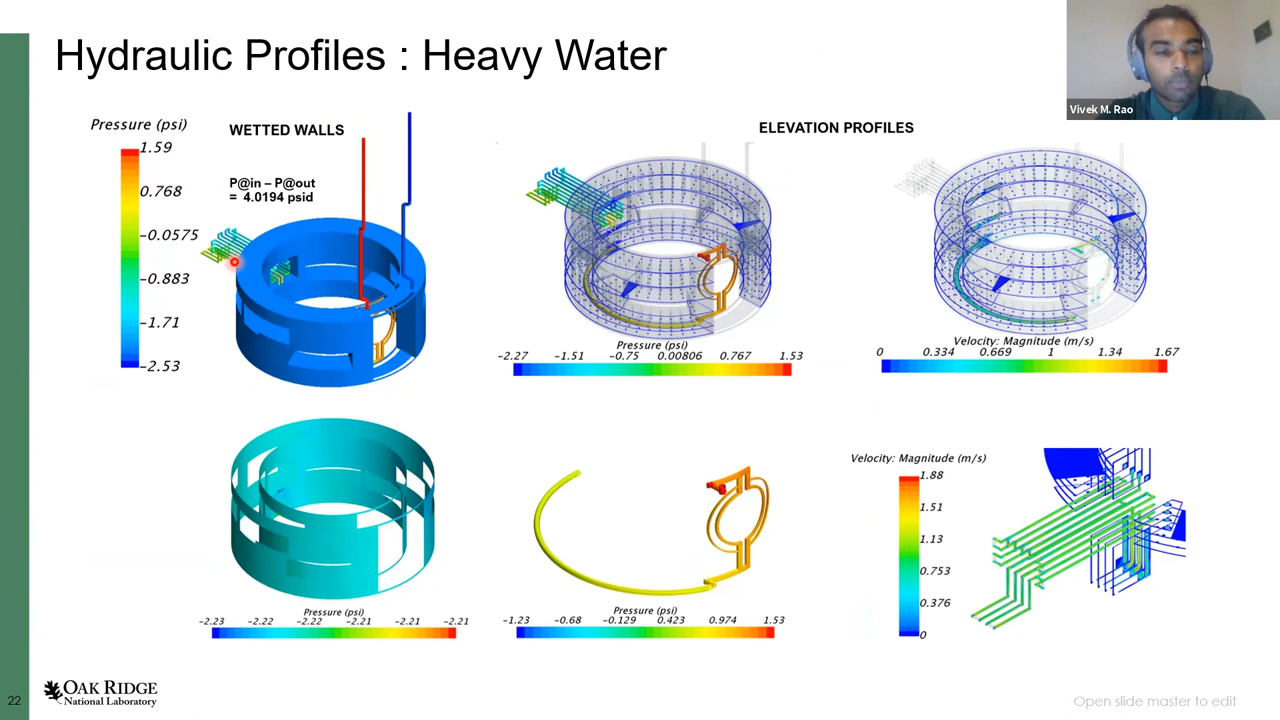 Hydraulic Profiles : Heavy Water
Vivek M. Rao
Pressure (psi)
1.59
0.768
-0.0575
-0.883
-1.71
-2.53
WETTED WALLS
P@in – P@out
= 4.0194 psid
ELEVATION PROFILES
Pressure (psi)
-2.27 -1.51 -0.75 0.00806 0.767 1.53
Velocity: Magnitude (m/s)
0 0.334 0.669 1 1.34 1.67
Pressure (psi)
-2.23 -2.22 -2.22 -2.21 -2.21 -2.21
Pressure (psi)
-1.23 -0.68 -0.129 0.423 0.974 1.53
Velocity: Magnitude (m/s)
1.88
1.51
1.13
0.753
0.376
0
22
OAK RIDGE
National Laboratory
Open slide master to edit